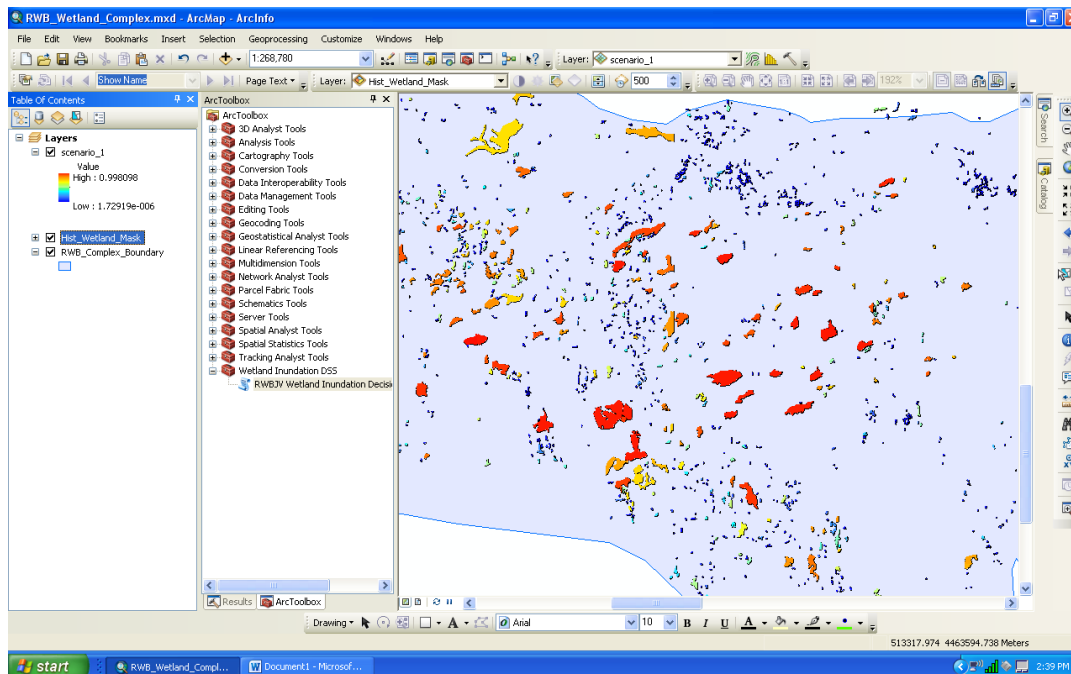 RWB_Wetland_Complex.mxd - ArcMap - ArcInfo
File Edit View Bookmarks Insert Selection Geoprocessing Customize Windows Help
1:268,780
Layer: scenario_1
Show Name
Page Text
Layer: Hist_Wetland_Mask
500
192%
Table Of Contents
Layers
scenario_1
Value
High : 0.998098
Low : 1.72919e-006
Hist_Wetland_Mask
RWB_Complex_Boundary
ArcToolbox
ArcToolbox
3D Analyst Tools
Analysis Tools
Cartography Tools
Conversion Tools
Data Interoperability Tools
Data Management Tools
Editing Tools
Geocoding Tools
Geostatistical Analyst Tools
Linear Referencing Tools
Multidimension Tools
Network Analyst Tools
Parcel Fabric Tools
Schematics Tools
Server Tools
Spatial Analyst Tools
Spatial Statistics Tools
Tracking Analyst Tools
Wetland Inundation DSS
RWBJV Wetland Inundation Decisi
Results ArcToolbox
Search
Catalog
Drawing A Arial 10 B I U A
513317.974 4463594.738 Meters
start
RWB_Wetland_Compl...
Document1 - Microsof...
2:39 PM